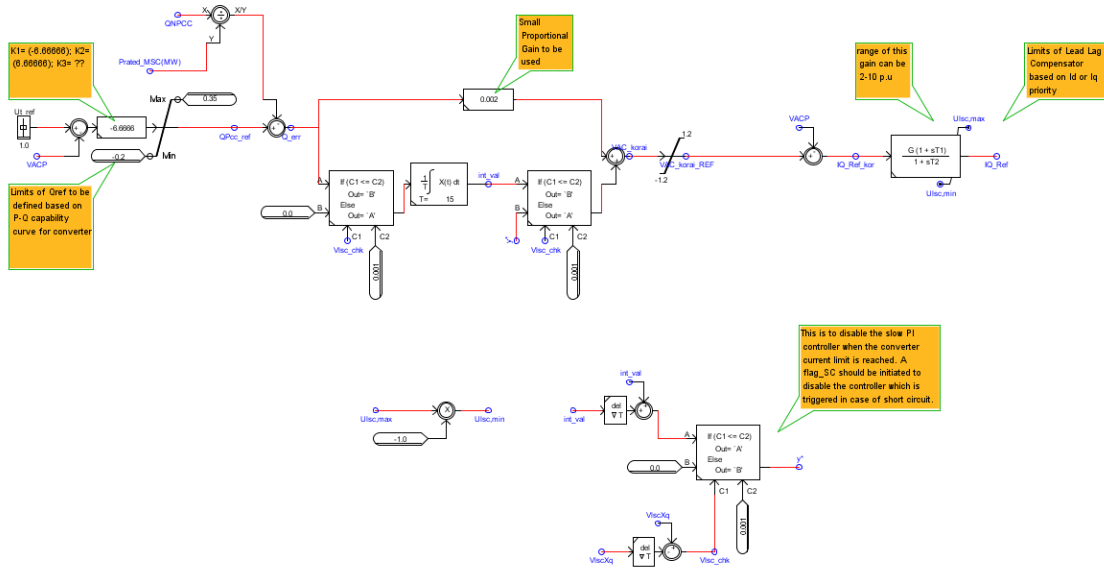 QNPCC
X
÷
X/Y
Y
Prated_MSC(MW)
K1= (-6.66666); K2=
(6.66666); K3= ??
Small
Proportional
Gain to be
used
range of this
gain can be
2-10 p.u
Limits of Lead Lag
Compensator
based on Id or Iq
priority
Max
0.35
Ut_ref
1.0
-6.6666
VACP
-0.2
Min
QPcc_ref
Q_err
0.002
Limits of Qref to be
defined based on
P-Q capability
curve for converter
A
If (C1 <= C2)
Out= `B'
Else
Out= `A'
B
0.0
C1
C2
VIsc_chk
0.001
1
T
X(t) dt
T=
15
int_val
A
If (C1 <= C2)
Out= `B'
Else
Out= `A'
B
C1
C2
VIsc_chk
0.001
VAC_korai
1.2
-1.2
VAC_korai_REF
VACP
IQ_Ref_kor
G (1 + sT1)
1 + sT2
UIsc,max
UIsc,min
IQ_Ref
This is to disable the slow PI
controller when the converter
current limit is reached. A
flag_SC should be initiated to
disable the controller which is
triggered in case of short circuit.
UIsc,max
X
UIsc,min
-1.0
int_val
int_val
del
∇ T
A
If (C1 <= C2)
Out= `A'
Else
Out= `B'
B
0.0
C1
C2
0.001
VIscXq
VIscXq
del
∇ T
VIsc_chk